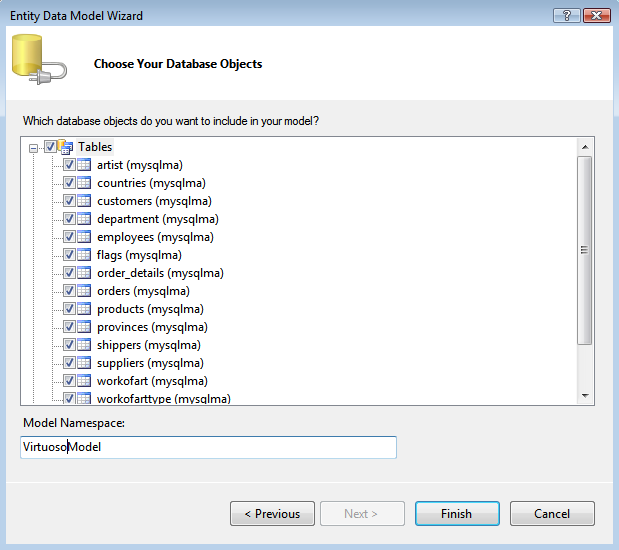 Entity Data Model Wizard
Choose Your Database Objects
Which database objects do you want to include in your model?
Tables
artist (mysqlma)
countries (mysqlma)
customers (mysqlma)
department (mysqlma)
employees (mysqlma)
flags (mysqlma)
order_details (mysqlma)
orders (mysqlma)
products (mysqlma)
provinces (mysqlma)
shippers (mysqlma)
suppliers (mysqlma)
workofart (mysqlma)
workofarttype (mysqlma)
Model Namespace:
VirtuosoModel
< Previous Next > Finish Cancel